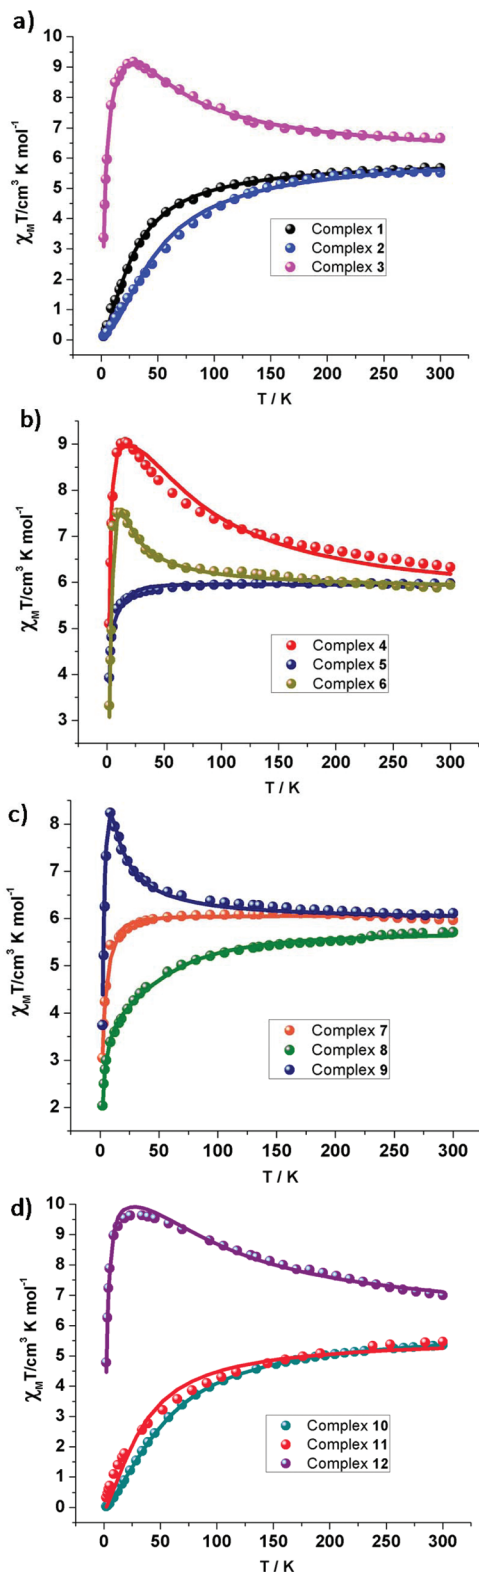 a)
10
9
8
7
6
5
4
3
2
1
0
χMT/cm³ K mol⁻¹
Complex 1
Complex 2
Complex 3
0 50 100 150 200 250 300
T / K
b)
9
8
7
6
5
4
3
χMT/cm³ K mol⁻¹
Complex 4
Complex 5
Complex 6
0 50 100 150 200 250 300
T / K
c)
8
7
6
5
4
3
2
χMT/cm³ K mol⁻¹
Complex 7
Complex 8
Complex 9
0 50 100 150 200 250 300
T / K
d)
10
9
8
7
6
5
4
3
2
1
0
χMT/cm³ K mol⁻¹
Complex 10
Complex 11
Complex 12
0 50 100 150 200 250 300
T / K